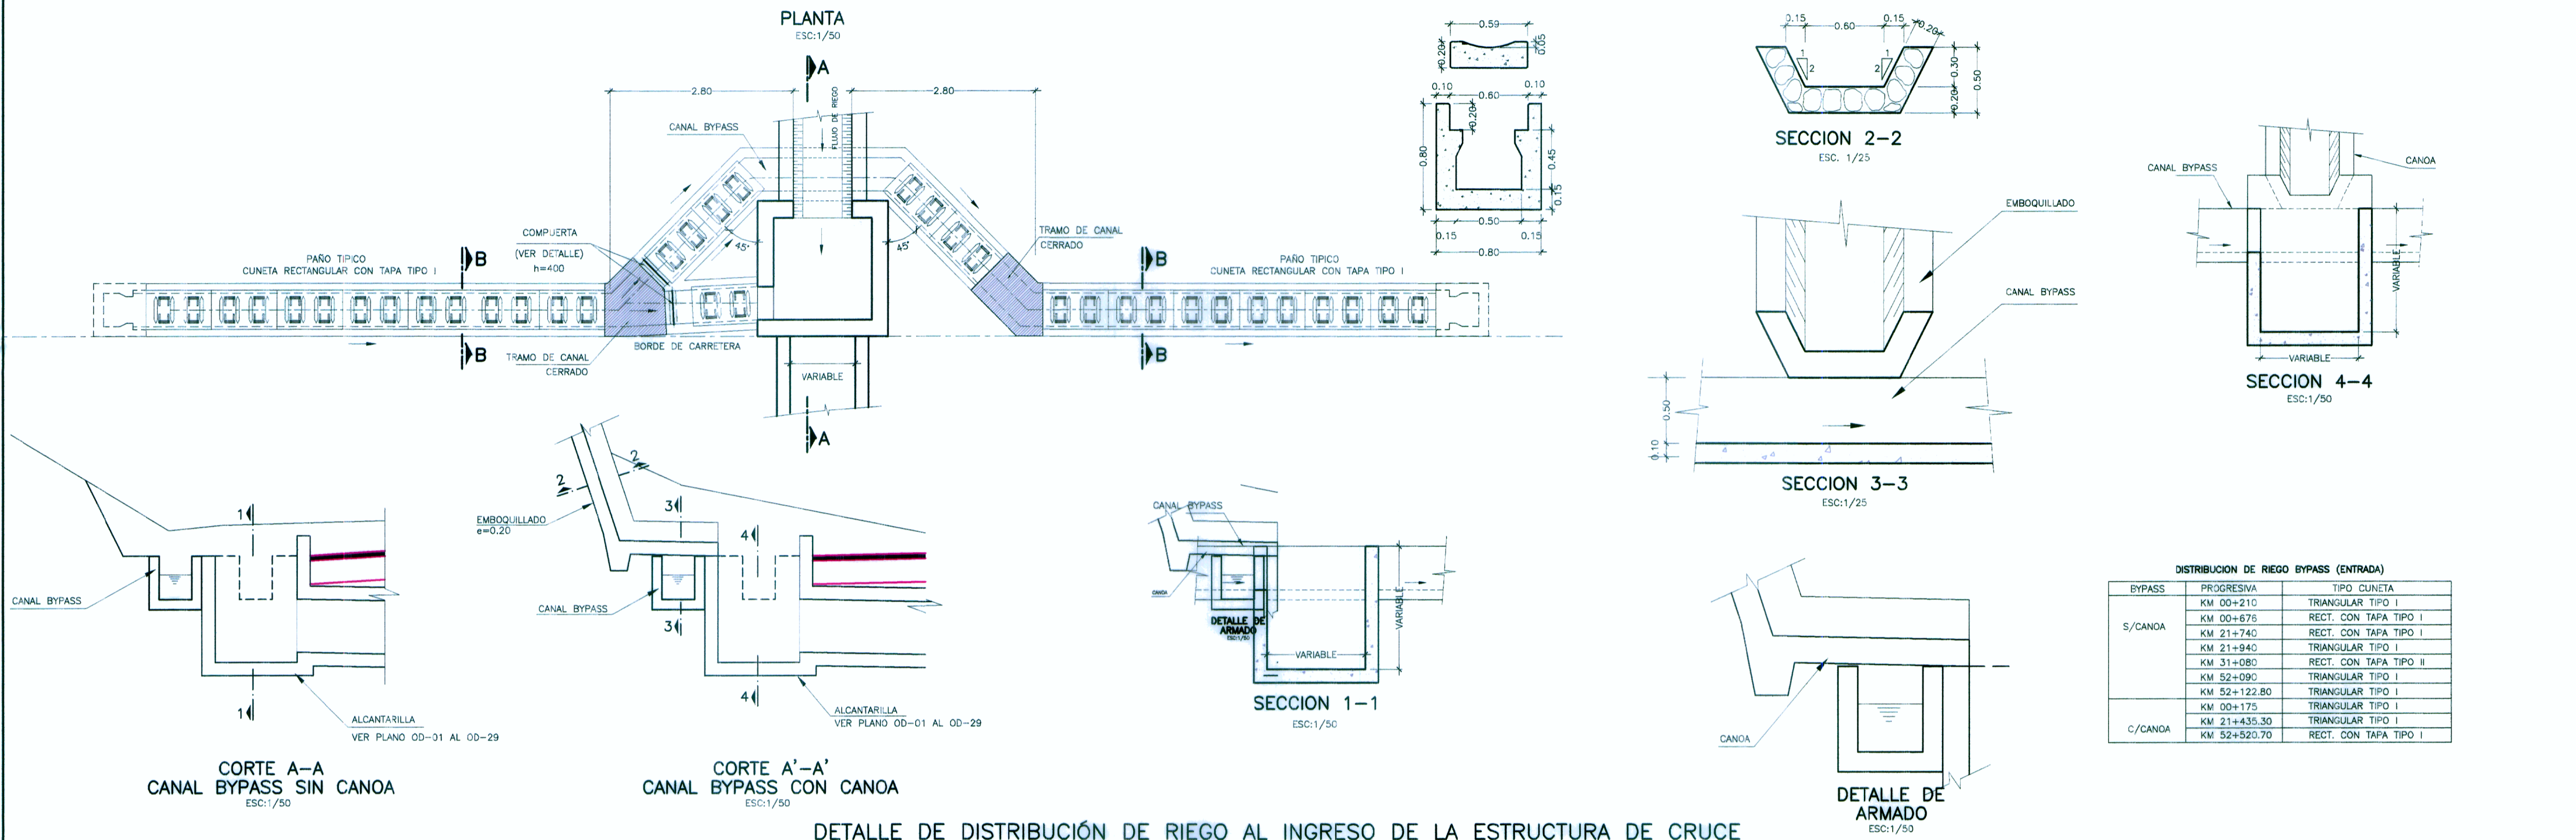 PLANTA
ESC:1/50
A
2.80
2.80
FLUJO DE RIEGO
CANAL BYPASS
COMPUERTA
(VER DETALLE)
h=400
45°
45°
TRAMO DE CANAL
CERRADO
PAÑO TIPICO
CUNETA RECTANGULAR CON TAPA TIPO I
B
B
PAÑO TIPICO
CUNETA RECTANGULAR CON TAPA TIPO I
B
B
TRAMO DE CANAL
CERRADO
BORDE DE CARRETERA
VARIABLE
A
0.59
0.20
0.05
0.10
0.60
0.10
0.20
0.80
0.45
0.15
0.50
0.15
0.15
0.80
0.15
0.60
0.15
0.20
1
2
1
2
0.30
0.20
0.50
SECCION 2-2
ESC. 1/25
EMBOQUILLADO
CANAL BYPASS
0.50
0.10
SECCION 3-3
ESC:1/25
CANAL BYPASS
CANOA
VARIABLE
VARIABLE
SECCION 4-4
ESC:1/50
1
CANAL BYPASS
1
ALCANTARILLA
VER PLANO OD-01 AL OD-29
CORTE A-A
CANAL BYPASS SIN CANOA
ESC:1/50
2
2
EMBOQUILLADO
e=0.20
3
4
CANAL BYPASS
3
4
ALCANTARILLA
VER PLANO OD-01 AL OD-29
CORTE A'-A'
CANAL BYPASS CON CANOA
ESC:1/50
CANAL BYPASS
CANOA
DETALLE DE
ARMADO
ESC:1/50
VARIABLE
VARIABLE
SECCION 1-1
ESC:1/50
CANOA
DETALLE DE
ARMADO
ESC:1/50
DISTRIBUCION DE RIEGO BYPASS (ENTRADA)
BYPASS PROGRESIVA TIPO CUNETA
S/CANOA
KM 00+210 TRIANGULAR TIPO I
KM 00+676 RECT. CON TAPA TIPO I
KM 21+740 RECT. CON TAPA TIPO I
KM 21+940 TRIANGULAR TIPO I
KM 31+080 RECT. CON TAPA TIPO II
KM 52+090 TRIANGULAR TIPO I
KM 52+122.80 TRIANGULAR TIPO I
C/CANOA
KM 00+175 TRIANGULAR TIPO I
KM 21+435.30 TRIANGULAR TIPO I
KM 52+520.70 RECT. CON TAPA TIPO I
DETALLE DE DISTRIBUCIÓN DE RIEGO AL INGRESO DE LA ESTRUCTURA DE CRUCE